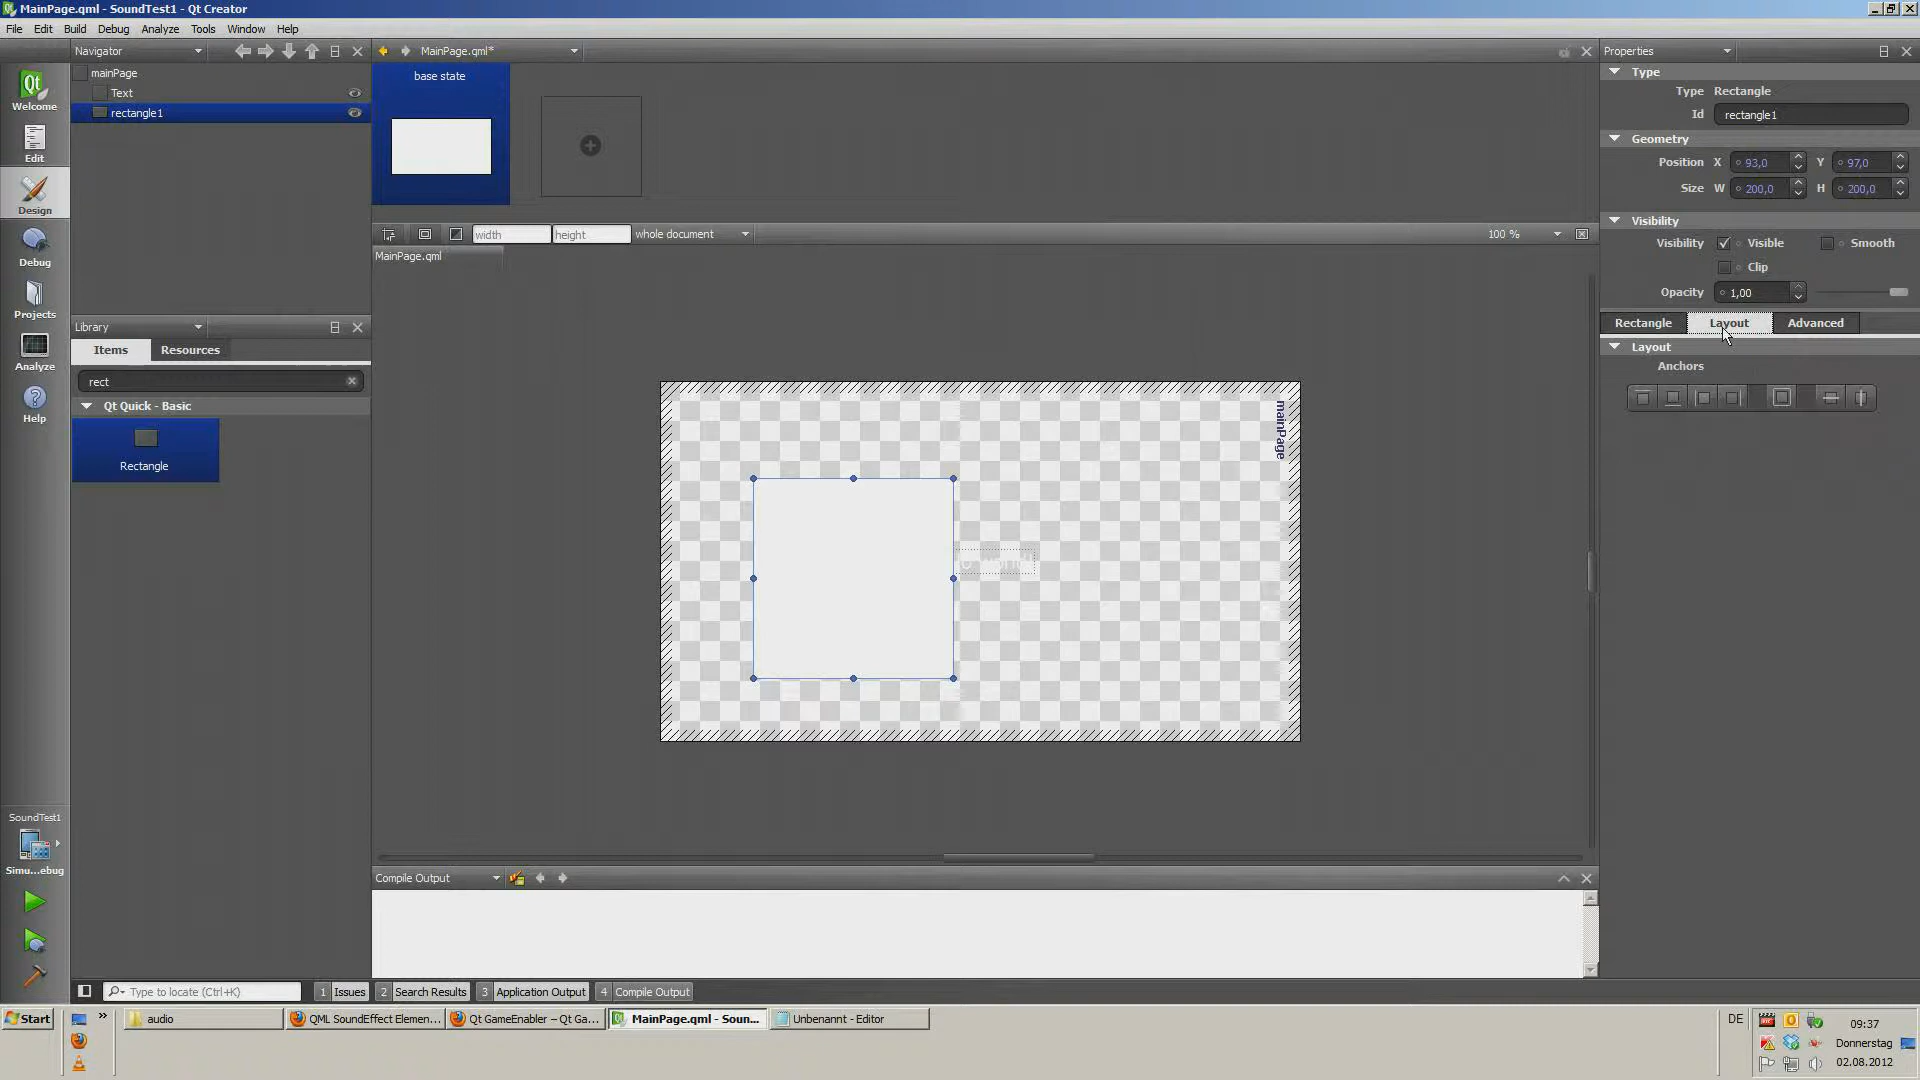 MainPage.qml - SoundTest1 - Qt Creator
File Edit Build Debug Analyze Tools Window Help
Navigator
mainPage
Text
rectangle1
Welcome
Edit
Design
Debug
Projects
Analyze
Help
Library
Items Resources
rect
Qt Quick - Basic
Rectangle
MainPage.qml*
base state
width height whole document 100 %
MainPage.qml
mainPage
Properties
Type
Type Rectangle
Id rectangle1
Geometry
Position X 93,0 Y 97,0
Size W 200,0 H 200,0
Visibility
Visibility Visible Smooth
Clip
Opacity 1,00
Rectangle Layout Advanced
Layout
Anchors
SoundTest1
Simu...ebug
Compile Output
Type to locate (Ctrl+K) 1 Issues 2 Search Results 3 Application Output 4 Compile Output
Start audio QML SoundEffect Elemen... Qt GameEnabler – Qt Ga... MainPage.qml - Soun... Unbenannt - Editor DE
09:37
Donnerstag
02.08.2012